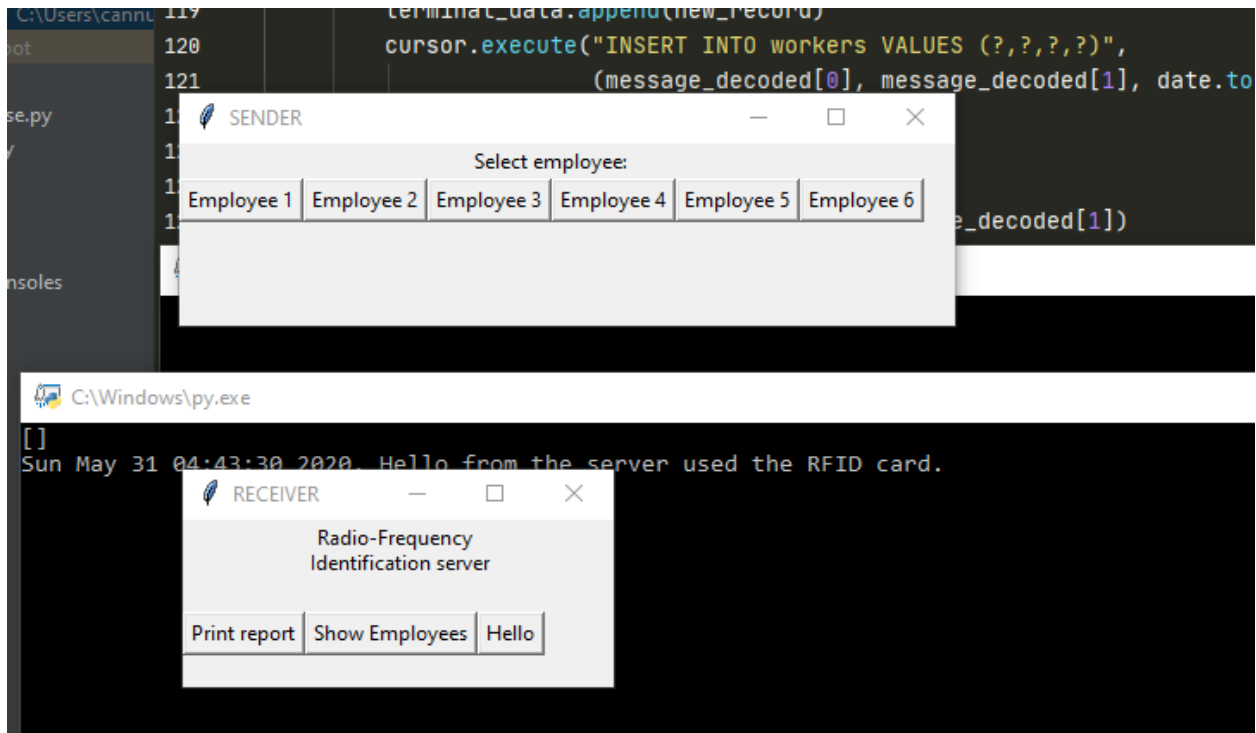 C:\Users\cannu
119 terminal_data.append(new_record)
120 cursor.execute("INSERT INTO workers VALUES (?,?,?,?)",
121 (message_decoded[0], message_decoded[1], date.to
se.py
SENDER
Select employee:
Employee 1 Employee 2 Employee 3 Employee 4 Employee 5 Employee 6
e_decoded[1])
nsoles
C:\Windows\py.exe
[]
Sun May 31 04:43:30 2020, Hello from the server used the RFID card.
RECEIVER
Radio-Frequency
Identification server
Print report Show Employees Hello